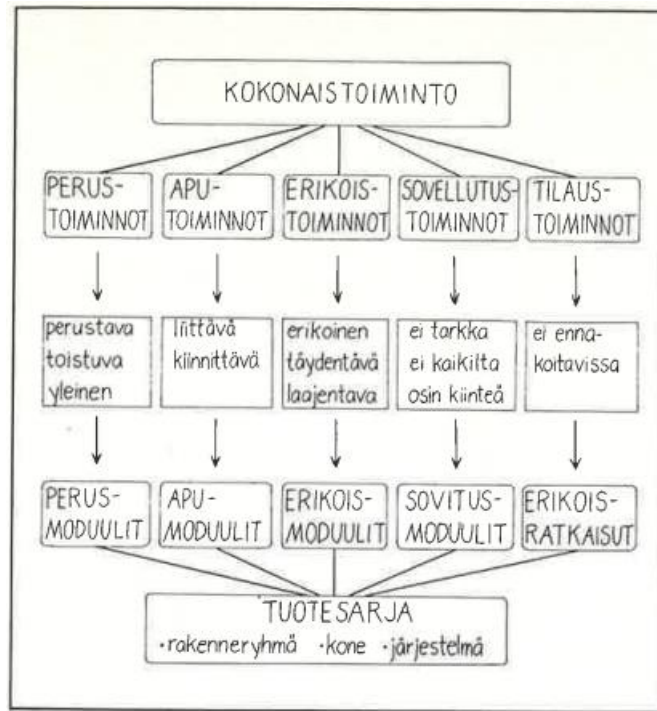 KOKONAISTOIMINTO
PERUS-
TOIMINNOT
APU-
TOIMINNOT
ERIKOIS-
TOIMINNOT
SOVELLUTUS-
TOIMINNOT
TILAUS-
TOIMINNOT
perustava
toistuva
yleinen
liittävä
kiinnittävä
erikoinen
täydentävä
laajentava
ei tarkka
ei kaikilta
osin kiinteä
ei enna-
koitavissa
PERUS-
MODUULIT
APU-
MODUULIT
ERIKOIS-
MODUULIT
SOVITUS-
MODUULIT
ERIKOIS-
RATKAISUT
TUOTESARJA
·rakenneryhmä ·kone ·järjestelmä